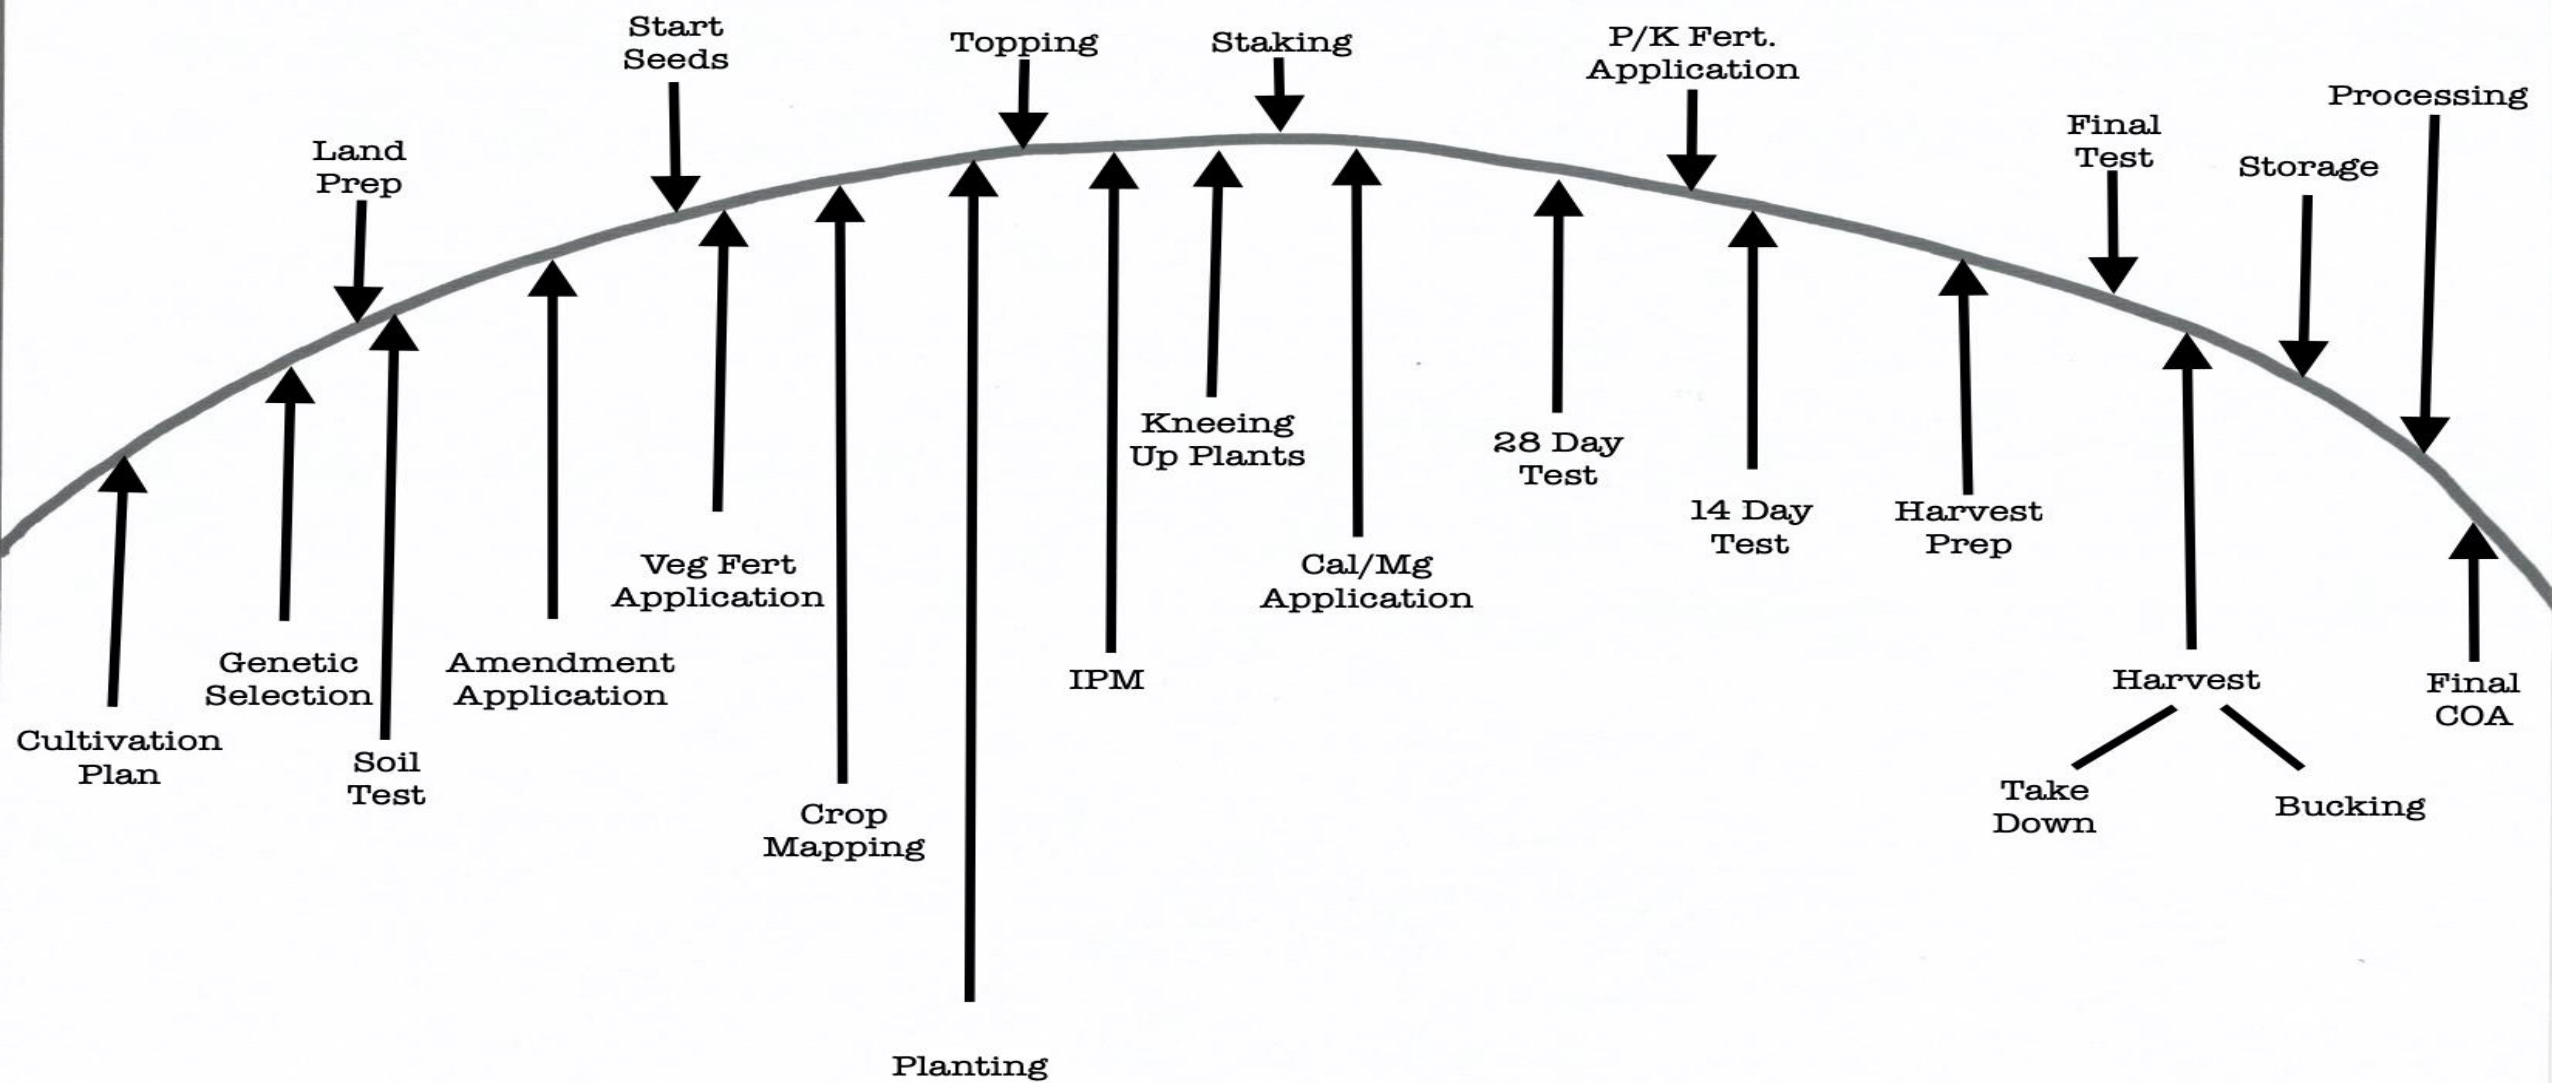 Start
Seeds
Topping
Staking
P/K Fert.
Application
Processing
Final
Test
Storage
Land
Prep
Kneeing
Up Plants
28 Day
Test
14 Day
Test
Harvest
Prep
Veg Fert
Application
Cal/Mg
Application
Genetic
Selection
Amendment
Application
IPM
Harvest
Final
COA
Cultivation
Plan
Soil
Test
Take
Down
Bucking
Crop
Mapping
Planting